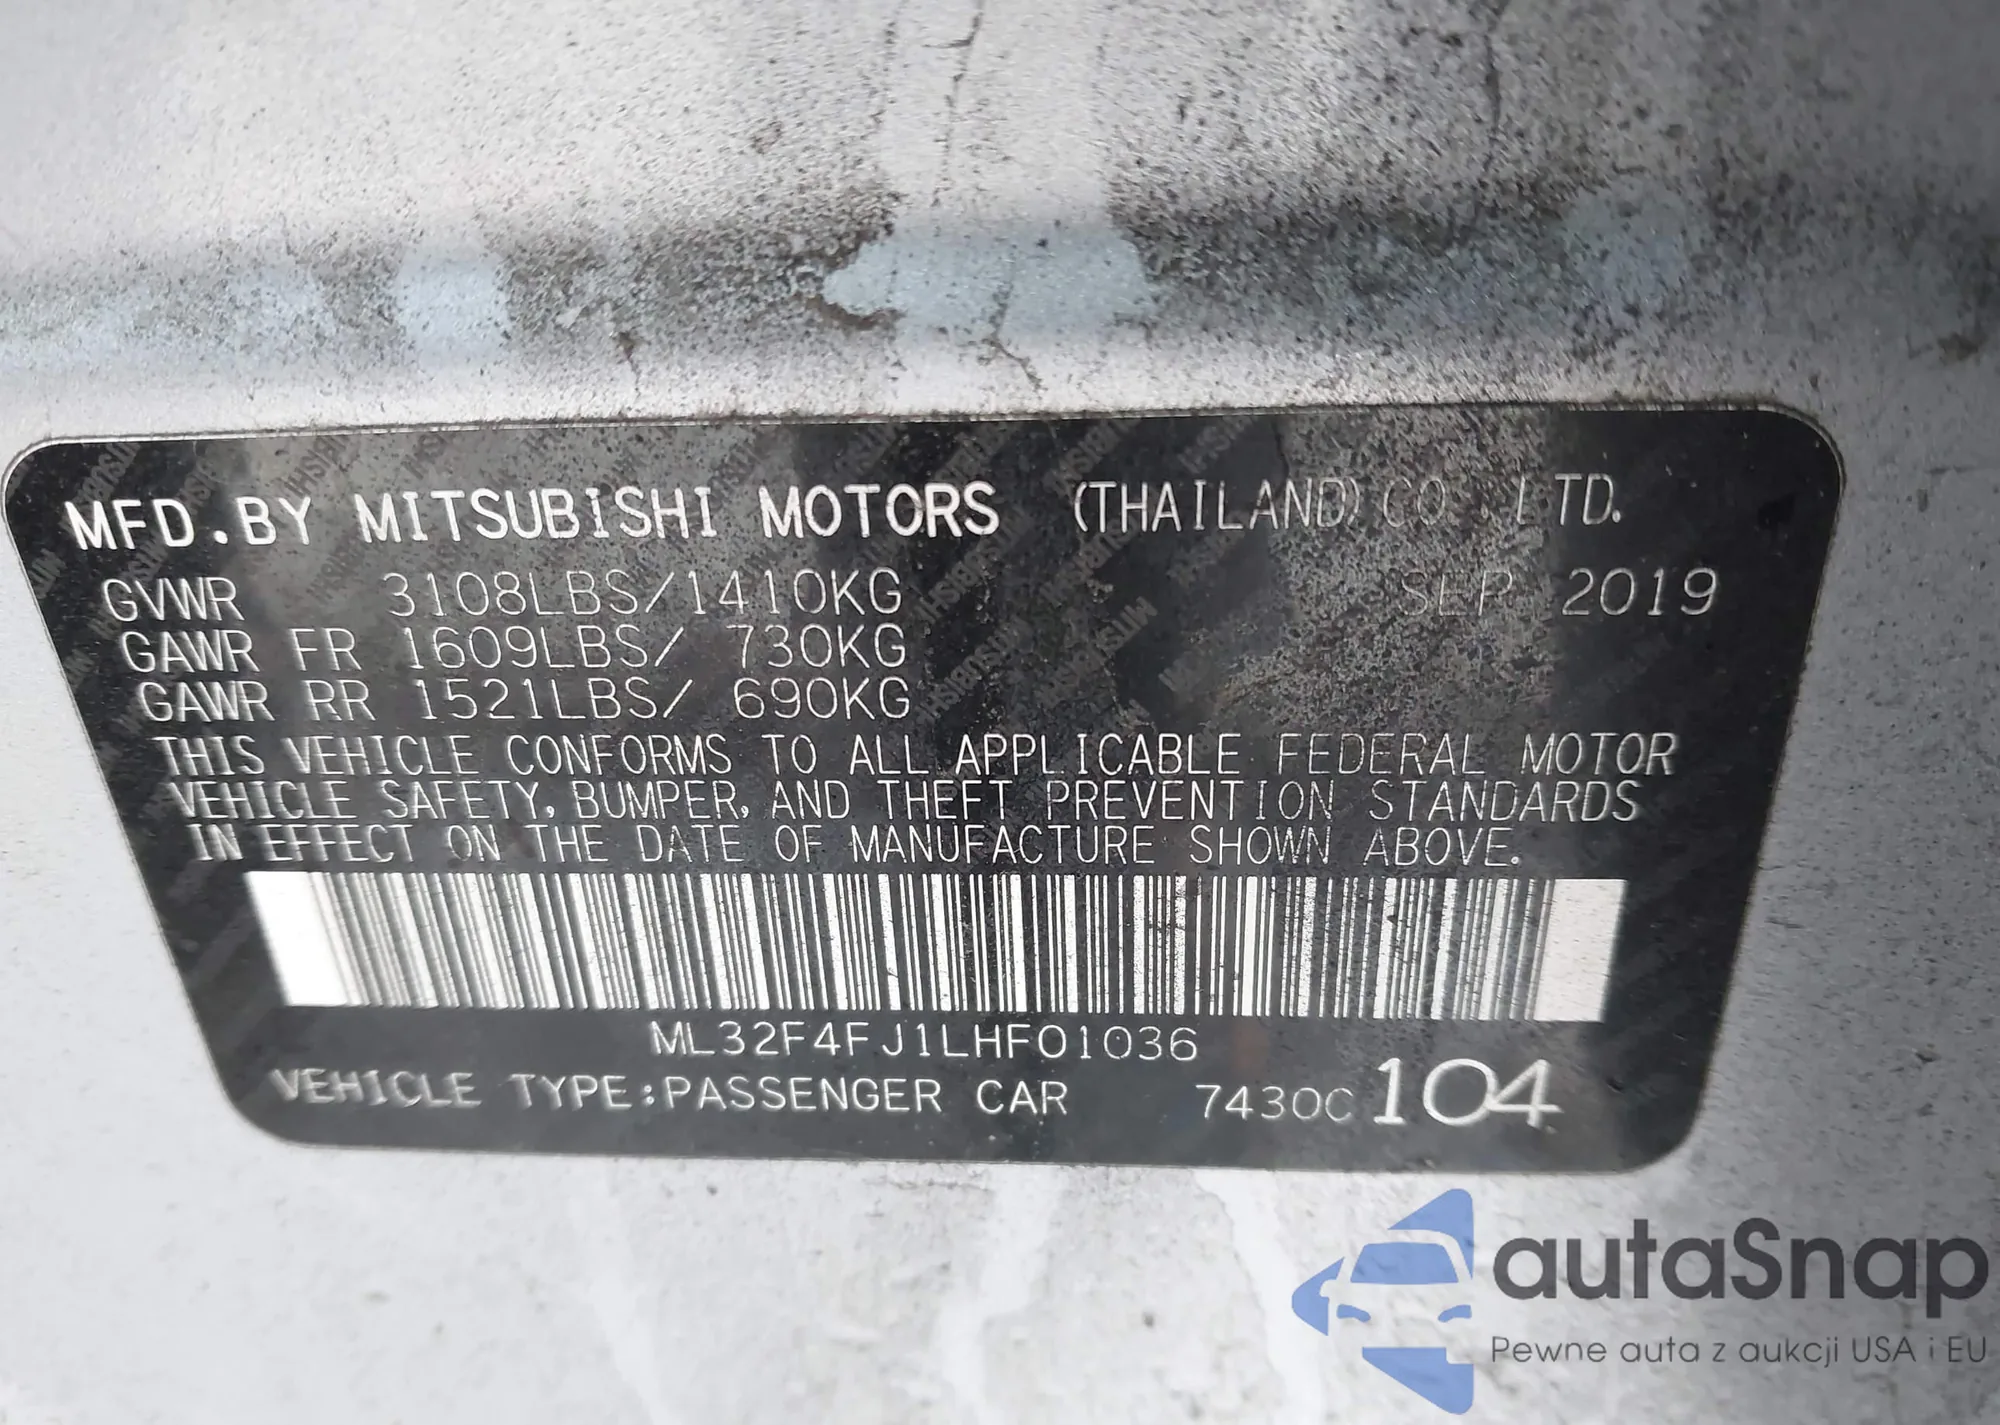 MFD.BY MITSUBISHI MOTORS (THAILAND) CO., LTD.
GVWR 3108LBS/1410KG SEP 2019
GAWR FR 1609LBS/ 730KG
GAWR RR 1521LBS/ 690KG
THIS VEHICLE CONFORMS TO ALL APPLICABLE FEDERAL MOTOR
VEHICLE SAFETY, BUMPER, AND THEFT PREVENTION STANDARDS
IN EFFECT ON THE DATE OF MANUFACTURE SHOWN ABOVE.
ML32F4FJ1LHF01036
VEHICLE TYPE:PASSENGER CAR 7430C 104
autaSnap
Pewne auta z aukcji USA i EU